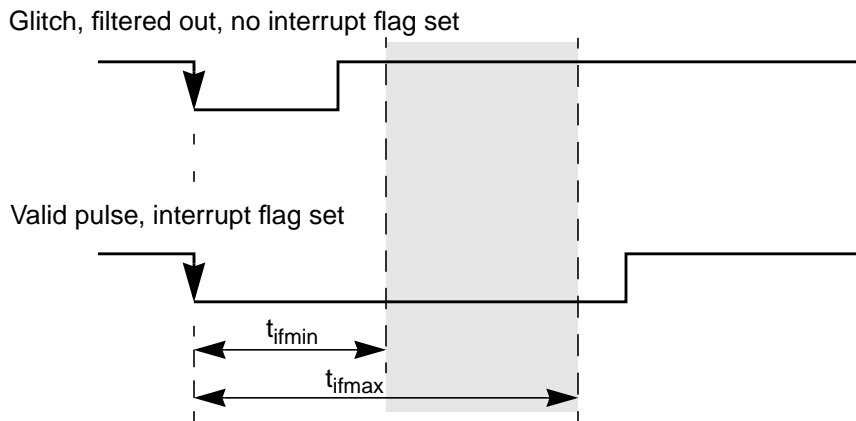 Glitch, filtered out, no interrupt flag set
Valid pulse, interrupt flag set
tifmin
tifmax